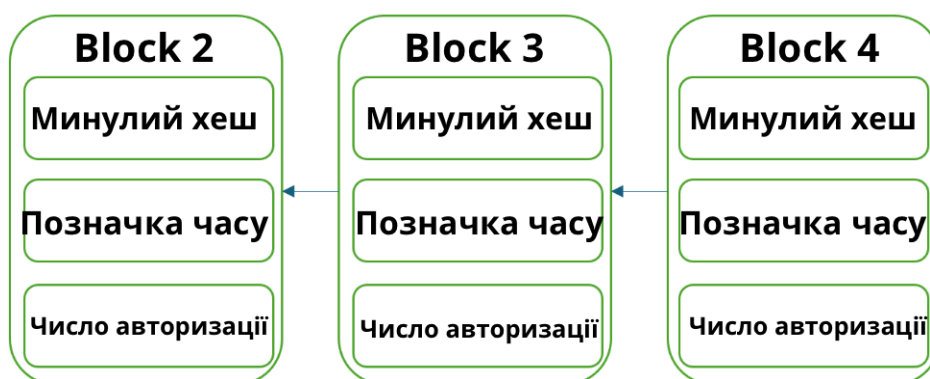 Block 2
Минулий хеш
Позначка часу
Число авторизації
Block 3
Минулий хеш
Позначка часу
Число авторизації
Block 4
Минулий хеш
Позначка часу
Число авторизації